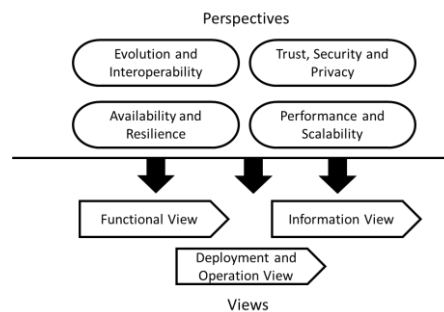 Perspectives
Evolution and
Interoperability
Trust, Security and
Privacy
Availability and
Resilience
Performance and
Scalability
Functional View
Information View
Deployment and
Operation View
Views